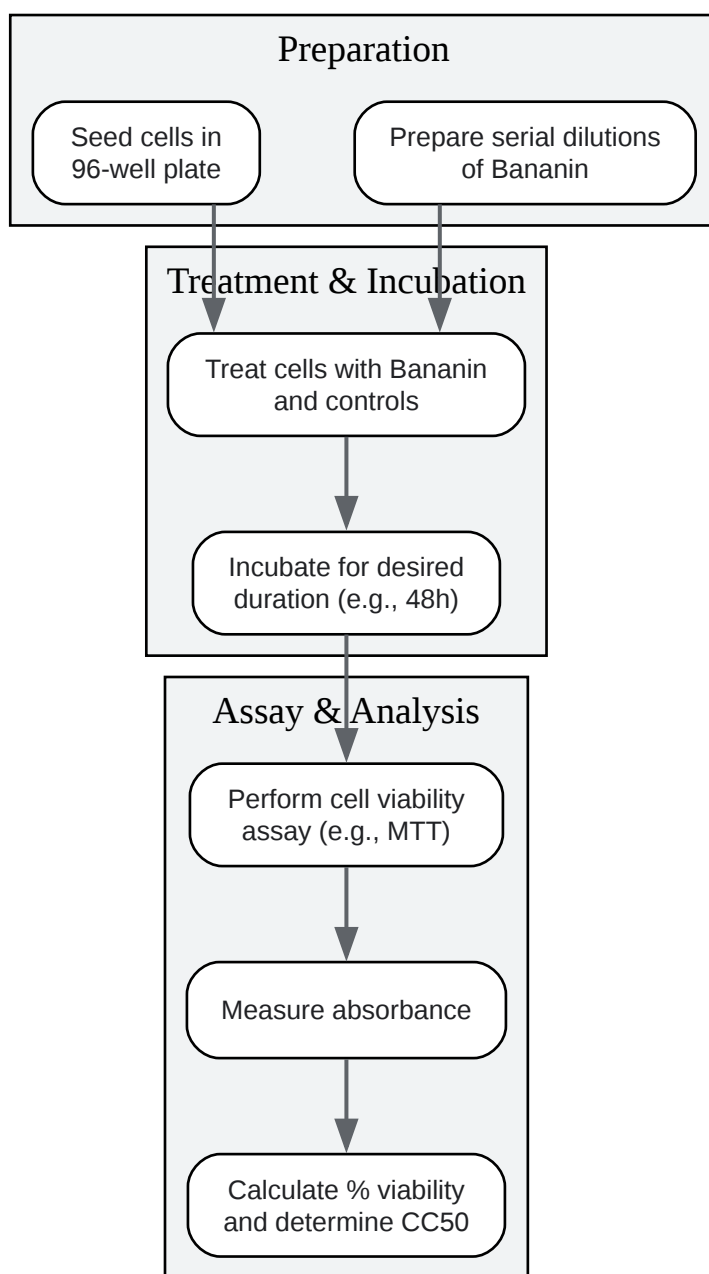 Preparation
Seed cells in
96-well plate
Prepare serial dilutions
of Bananin
Treatment & Incubation
Treat cells with Bananin
and controls
Incubate for desired
duration (e.g., 48h)
Assay & Analysis
Perform cell viability
assay (e.g., MTT)
Measure absorbance
Calculate % viability
and determine CC50